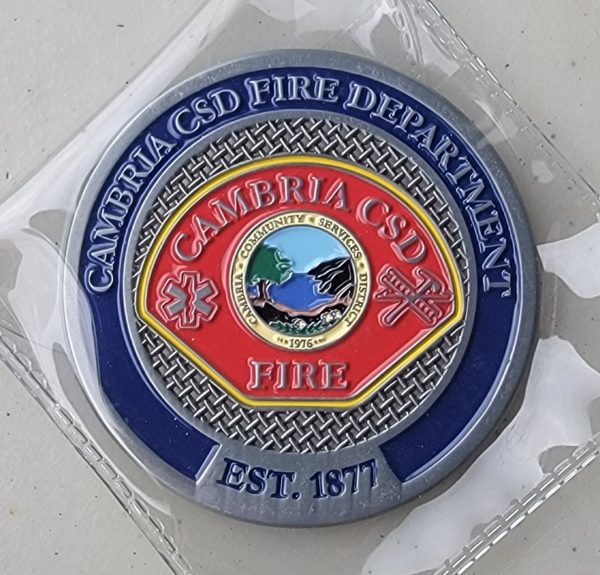 CAMBRIA CSD FIRE DEPARTMENT
CAMBRIA CSD
CAMBRIA COMMUNITY SERVICES DISTRICT
1976
FIRE
EST. 1877